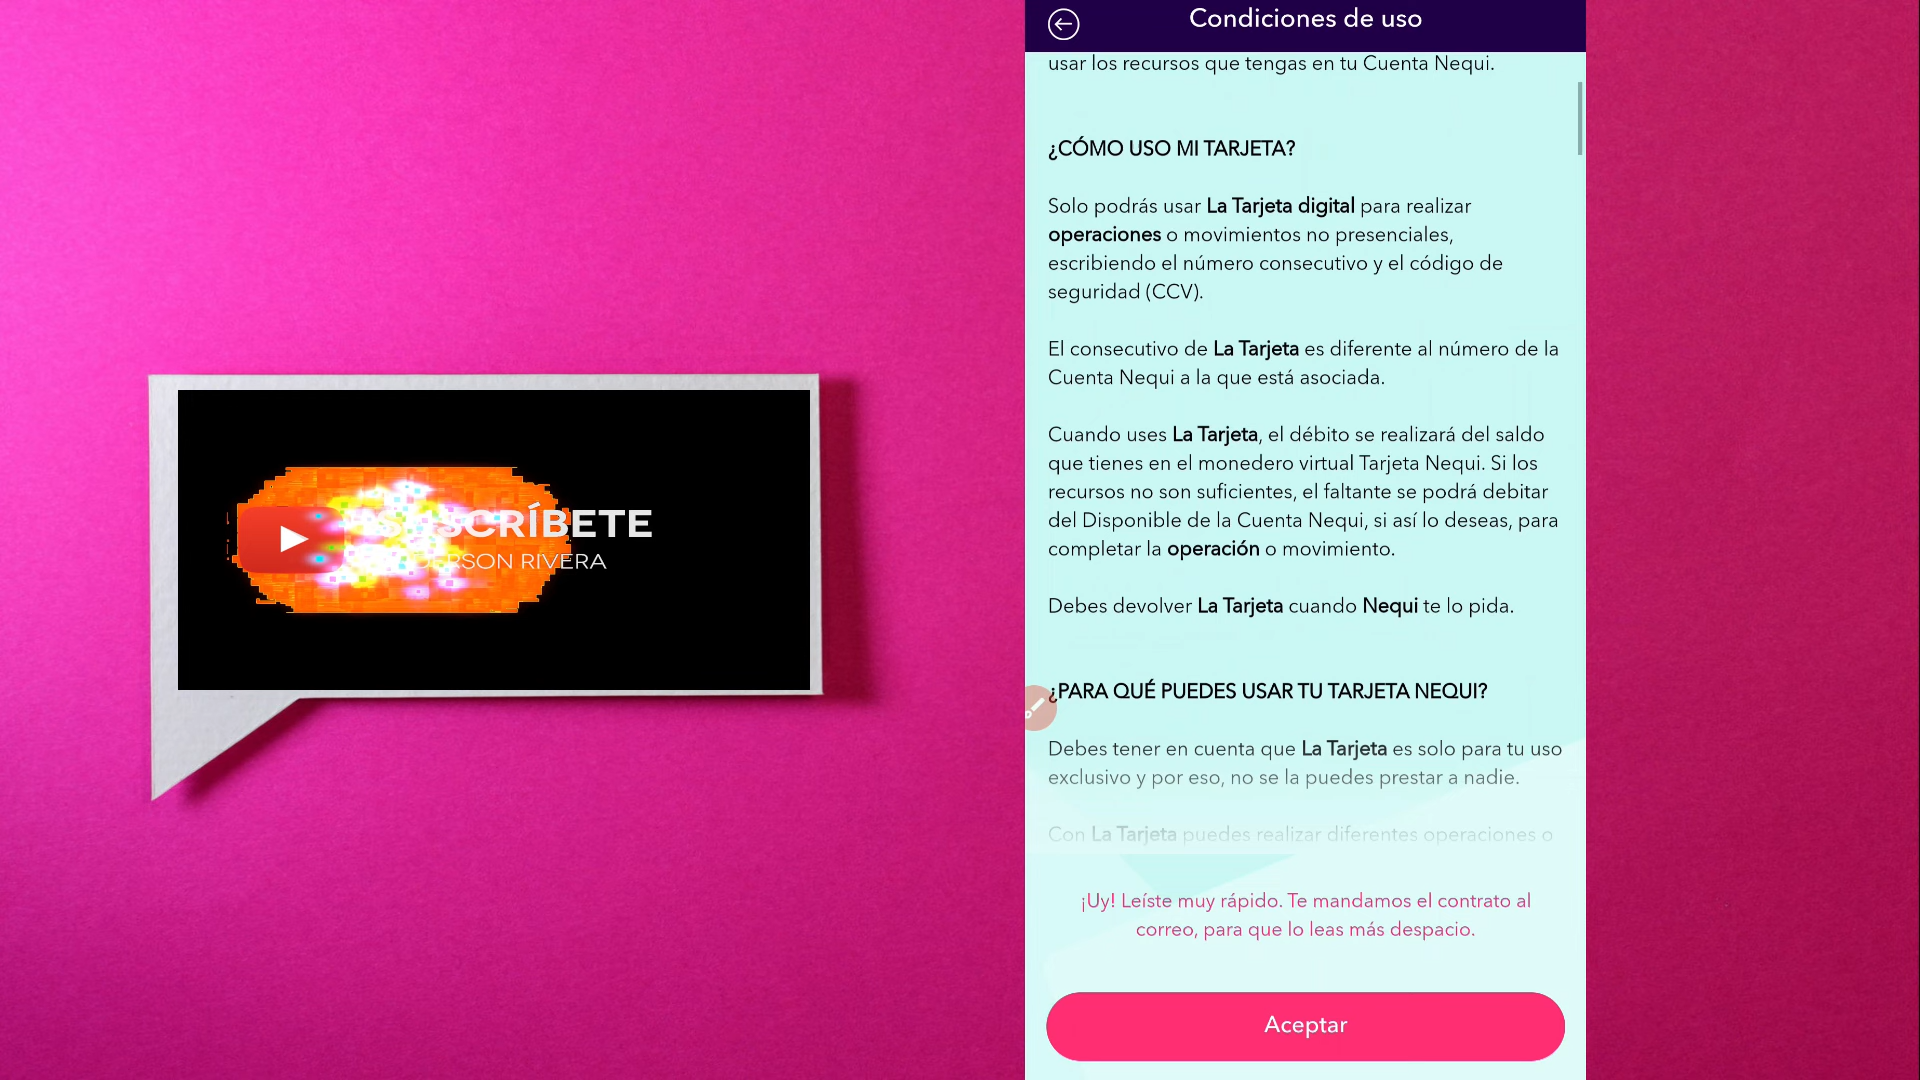 SUSCRÍBETE
ERSON RIVERA
Condiciones de uso
usar los recursos que tengas en tu Cuenta Nequi.
¿CÓMO USO MI TARJETA?
Solo podrás usar La Tarjeta digital para realizar
operaciones o movimientos no presenciales,
escribiendo el número consecutivo y el código de
seguridad (CCV).
El consecutivo de La Tarjeta es diferente al número de la
Cuenta Nequi a la que está asociada.
Cuando uses La Tarjeta, el débito se realizará del saldo
que tienes en el monedero virtual Tarjeta Nequi. Si los
recursos no son suficientes, el faltante se podrá debitar
del Disponible de la Cuenta Nequi, si así lo deseas, para
completar la operación o movimiento.
Debes devolver La Tarjeta cuando Nequi te lo pida.
¿PARA QUÉ PUEDES USAR TU TARJETA NEQUI?
Debes tener en cuenta que La Tarjeta es solo para tu uso
exclusivo y por eso, no se la puedes prestar a nadie.
Con La Tarjeta puedes realizar diferentes operaciones o
¡Uy! Leíste muy rápido. Te mandamos el contrato al
correo, para que lo leas más despacio.
Aceptar